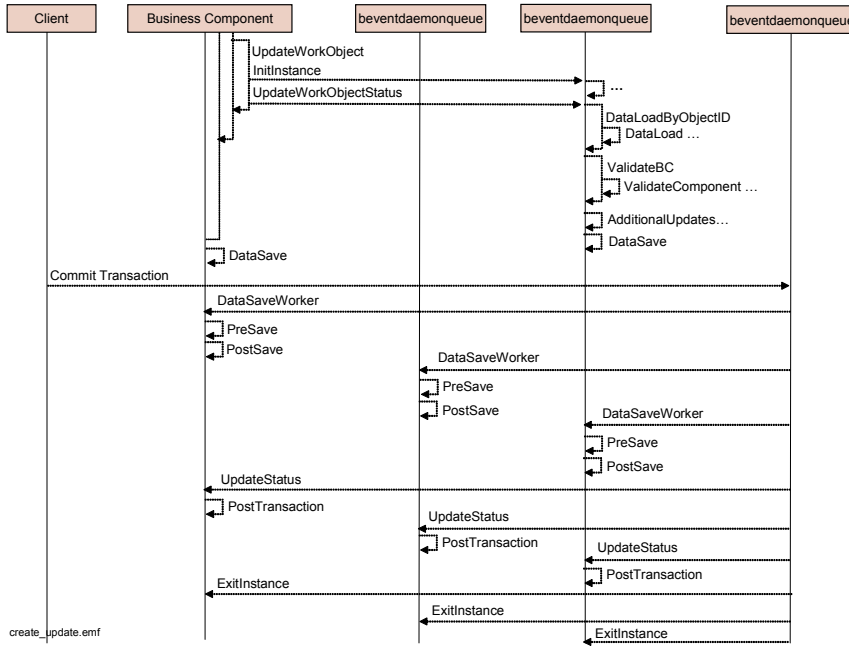 Client
Business Component
beventdaemonqueue
beventdaemonqueue
beventdaemonqueue
UpdateWorkObject
InitInstance
...
UpdateWorkObjectStatus
DataLoadByObjectID
DataLoad ...
ValidateBC
ValidateComponent ...
AdditionalUpdates...
DataSave
DataSave
Commit Transaction
DataSaveWorker
PreSave
PostSave
DataSaveWorker
PreSave
PostSave
DataSaveWorker
PreSave
PostSave
UpdateStatus
PostTransaction
UpdateStatus
PostTransaction
UpdateStatus
PostTransaction
ExitInstance
ExitInstance
ExitInstance
create_update.emf